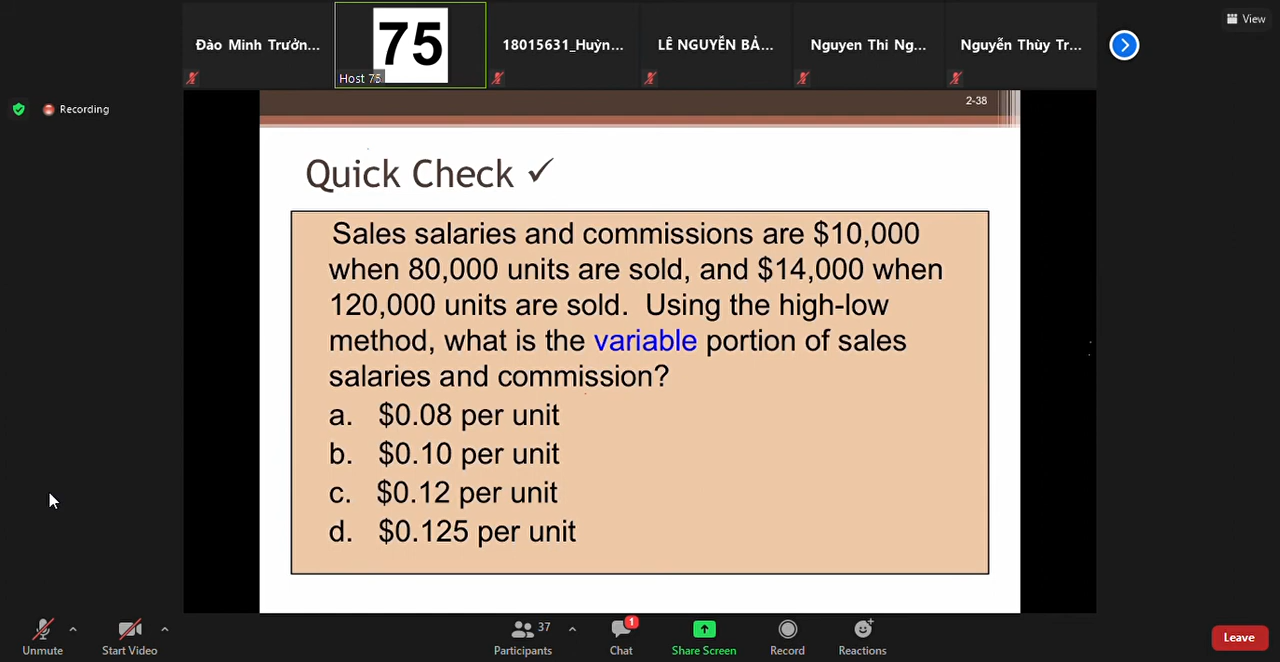 View
Đào Minh Trưởn...
75
18015631_Huỳn...
LÊ NGUYỄN BẢ...
Nguyen Thi Ng...
Nguyễn Thùy Tr...
Host 75
Recording
2-38
Quick Check ✓
Sales salaries and commissions are $10,000
when 80,000 units are sold, and $14,000 when
120,000 units are sold. Using the high-low
method, what is the variable portion of sales
salaries and commission?
a. $0.08 per unit
b. $0.10 per unit
c. $0.12 per unit
d. $0.125 per unit
37
1
Unmute
Start Video
Participants
Chat
Share Screen
Record
Reactions
Leave